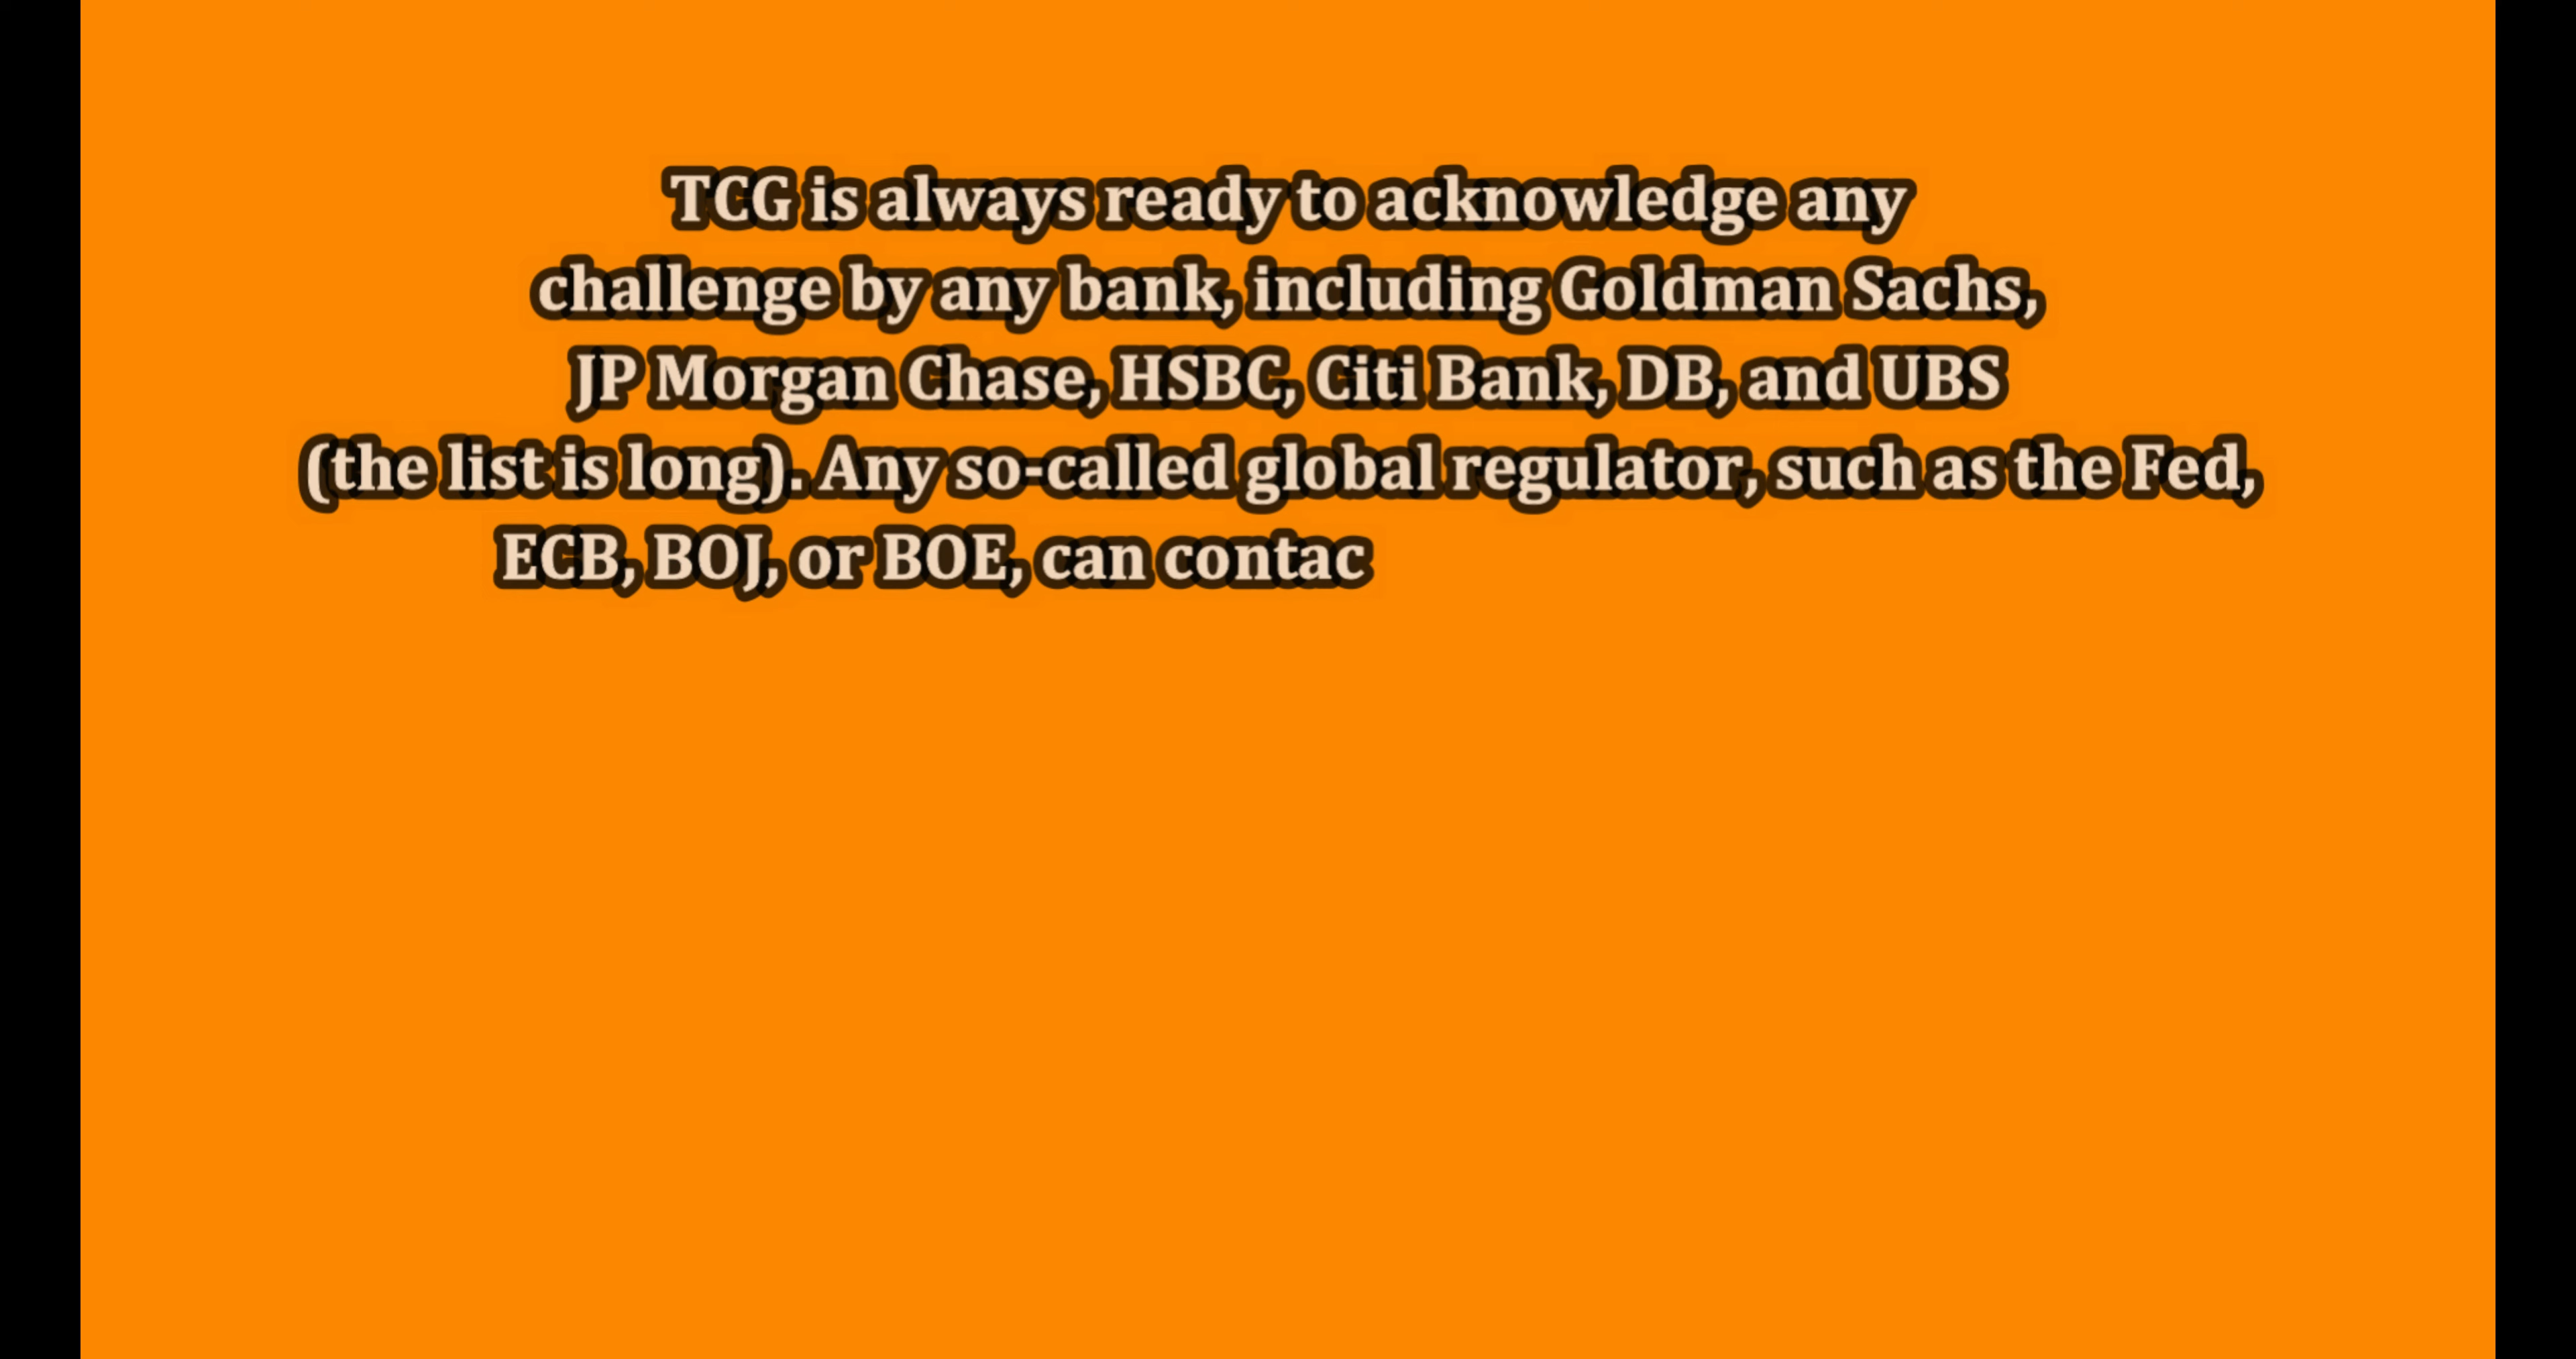 TCG is always ready to acknowledge any
challenge by any bank, including Goldman Sachs,
JP Morgan Chase, HSBC, Citi Bank, DB, and UBS
(the list is long). Any so-called global regulator, such as the Fed,
ECB, BOJ, or BOE, can contac